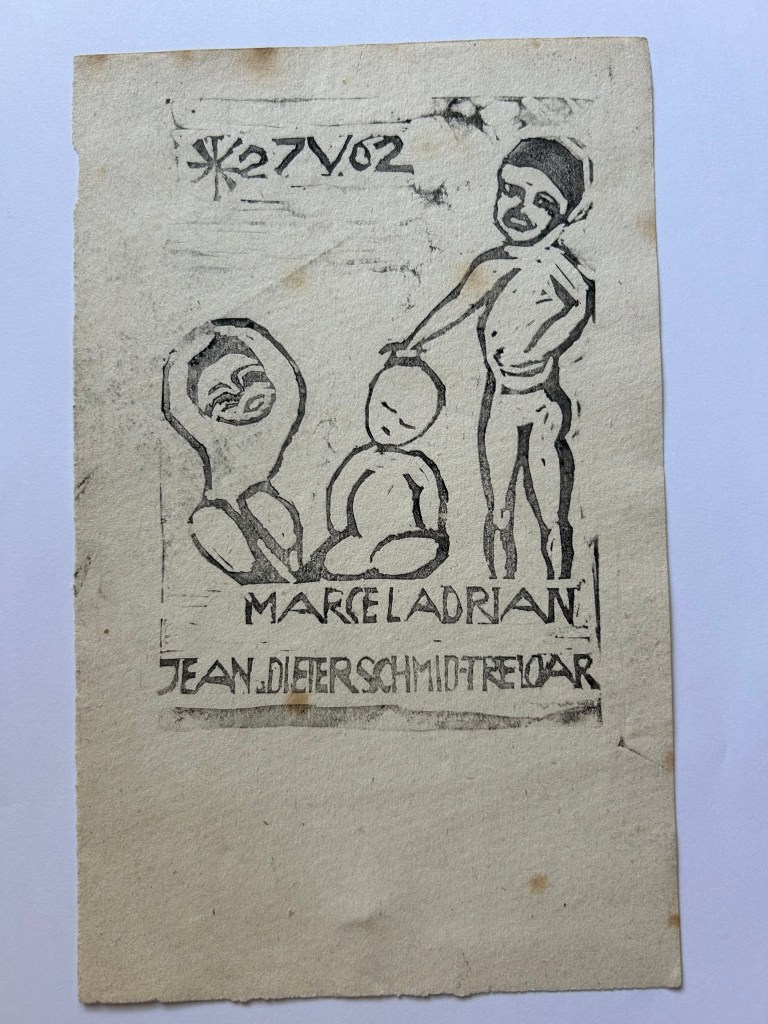 *27V.62
MARCEL ADRIAN
JEAN u. DIETER SCHMID-TRELOAR